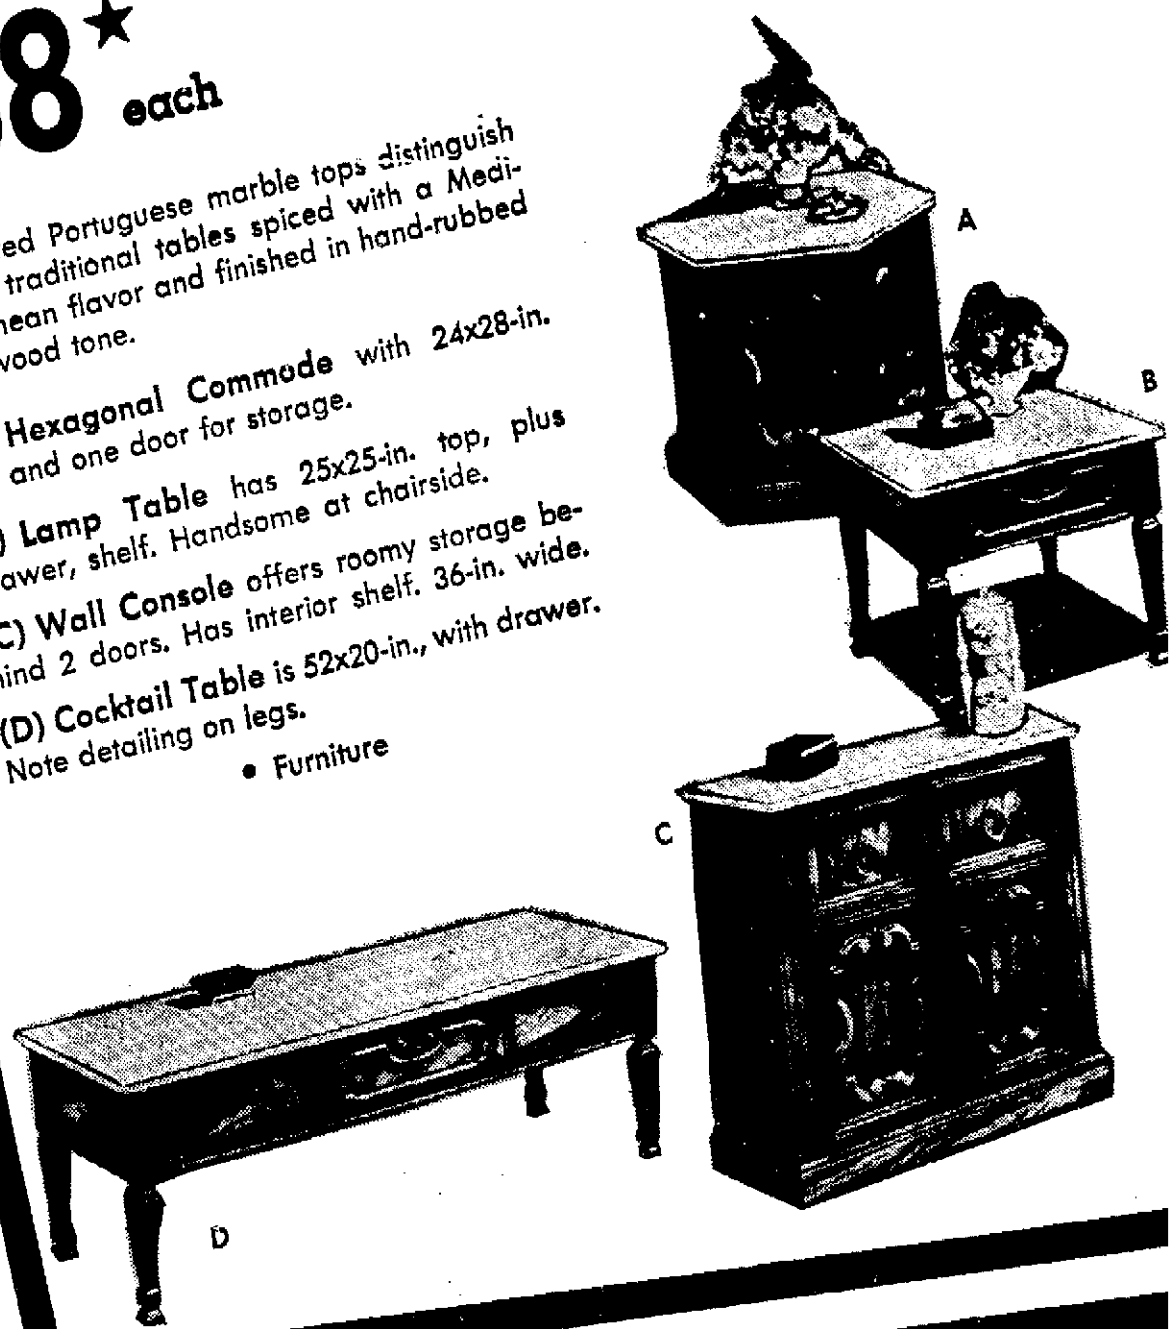 8★ each
ed Portuguese marble tops distinguish
traditional tables spiced with a Medi-
nean flavor and finished in hand-rubbed
wood tone.
Hexagonal Commode with 24x28-in.
and one door for storage.
) Lamp Table has 25x25-in. top, plus
awer, shelf. Handsome at chairside.
C) Wall Console offers roomy storage be-
hind 2 doors. Has interior shelf. 36-in. wide.
(D) Cocktail Table is 52x20-in., with drawer.
Note detailing on legs.
• Furniture
A
B
C
D